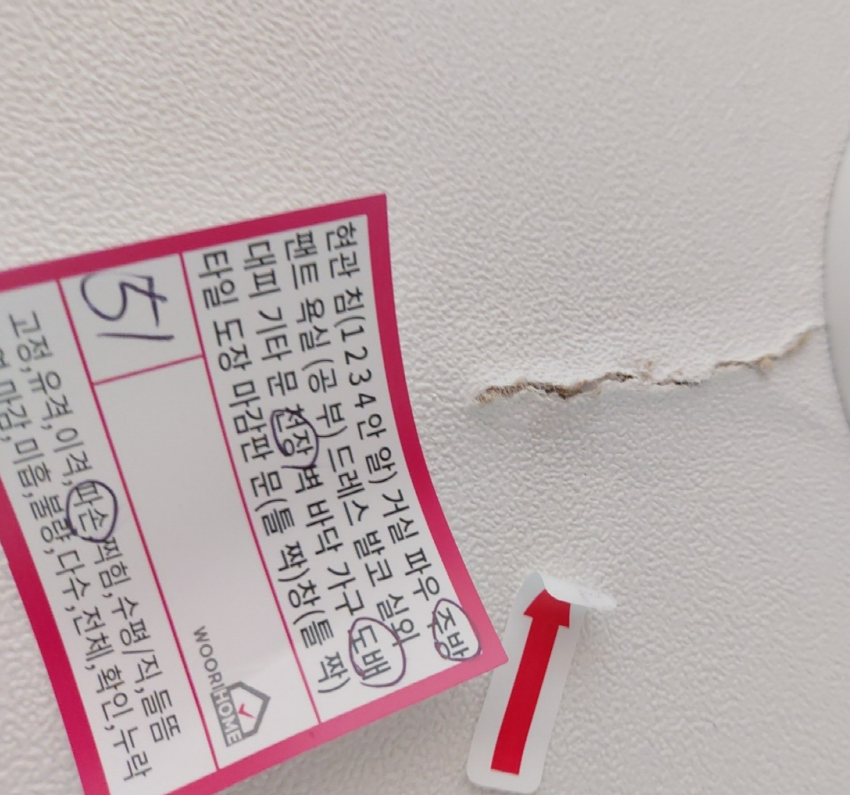 현관 침(1 2 3 4 안 알) 거실 파우 주방
팬트 욕실 (공 부) 드레스 발코 실외
대피 기타 문 천장 벽 바닥 가구 도배
타일 도장 마감판 문(틀 짝)창(틀 짝)
51
WOORIHOME
고정,유격,이격,파손,찍힘,수평/직,들뜸
마감,미흡,불량,다수,전체,확인,누락